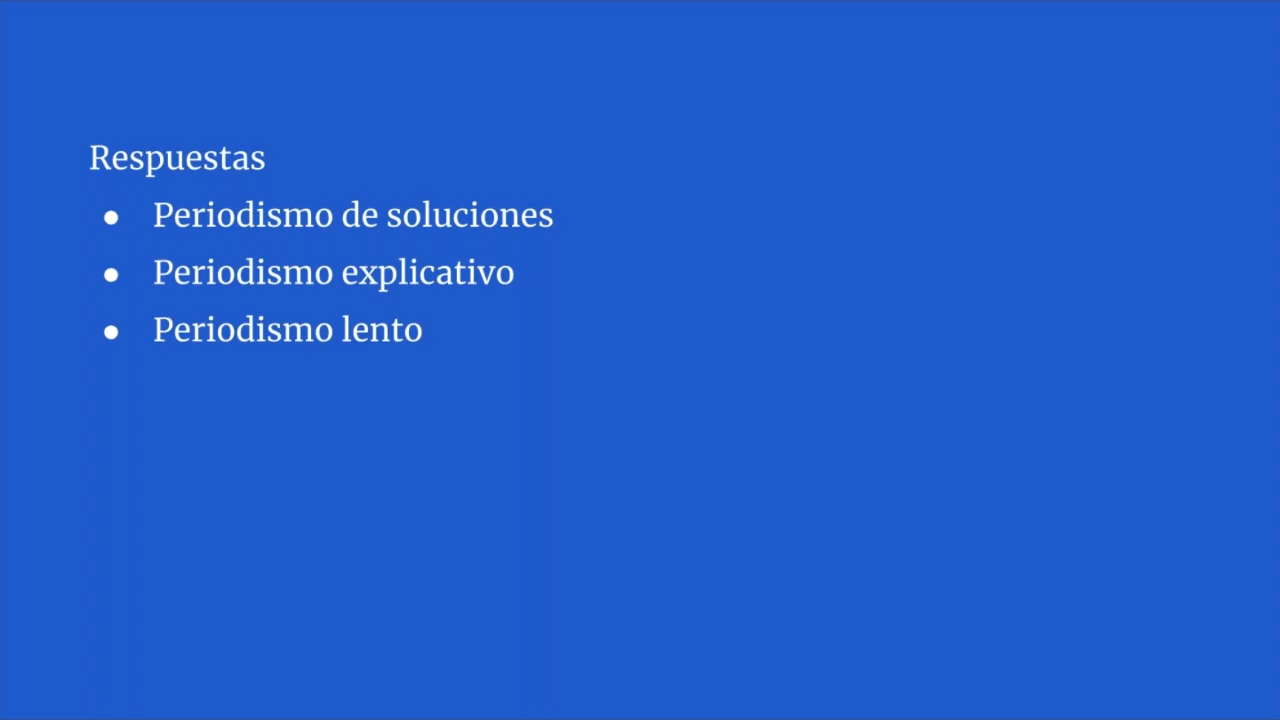 Respuestas
● Periodismo de soluciones
● Periodismo explicativo
● Periodismo lento